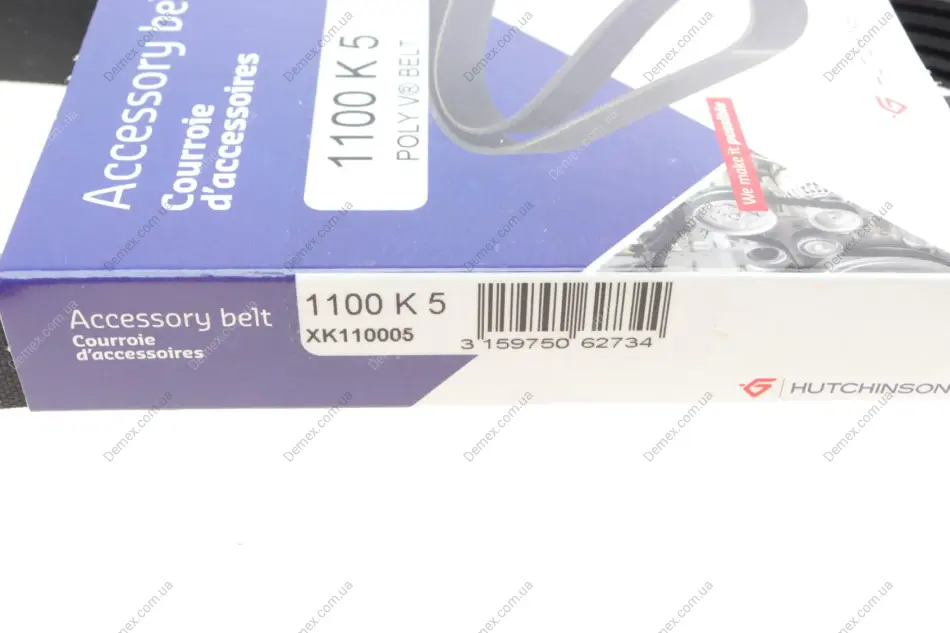 Accessory be
Courroie
d'accessoires
1100 K 5
POLY V® BELT
We make it possible
Accessory belt
Courroie
d'accessoires
1100 K 5
XK110005
3 159750 62734
HUTCHINSON
Demex.com.ua